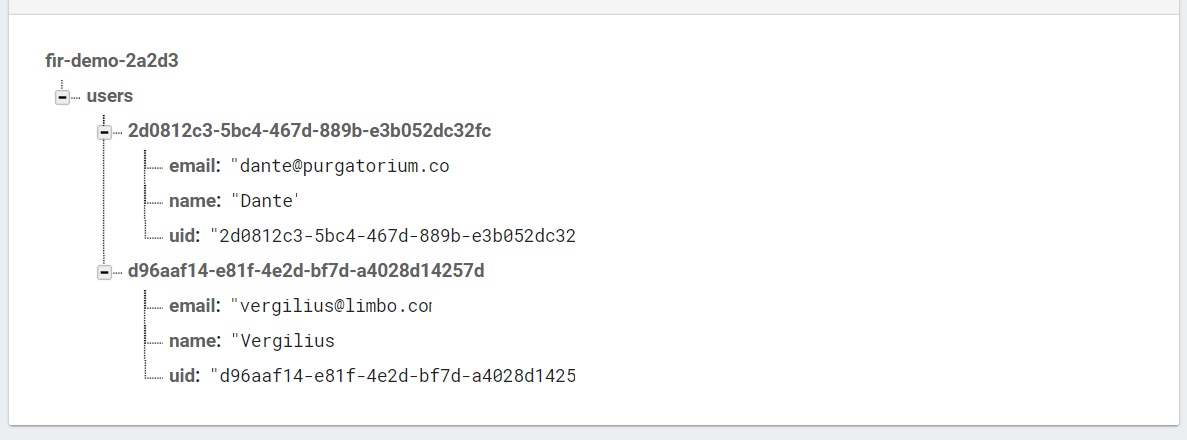 fir-demo-2a2d3
users
2d0812c3-5bc4-467d-889b-e3b052dc32fc
email: "dante@purgatorium.co
name: "Dante'
uid: "2d0812c3-5bc4-467d-889b-e3b052dc32
d96aaf14-e81f-4e2d-bf7d-a4028d14257d
email: "vergilius@limbo.com
name: "Vergilius
uid: "d96aaf14-e81f-4e2d-bf7d-a4028d1425